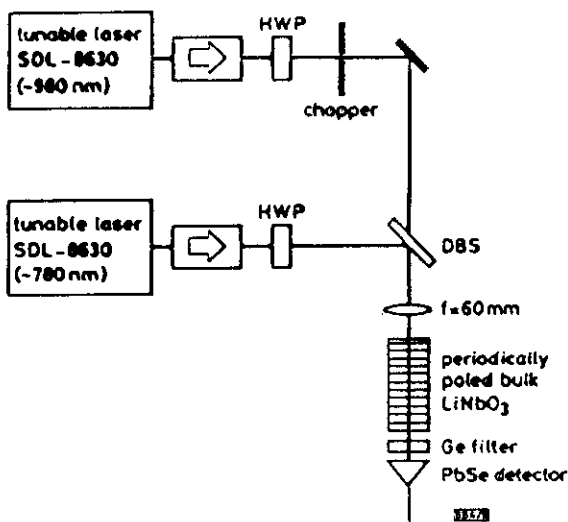 tunable laser
SDL-8630
(~980 nm)
HWP
chopper
tunable laser
SDL-8630
(~780 nm)
HWP
DBS
f=60mm
periodically
poled bulk
LiNbO3
Ge filter
PbSe detector